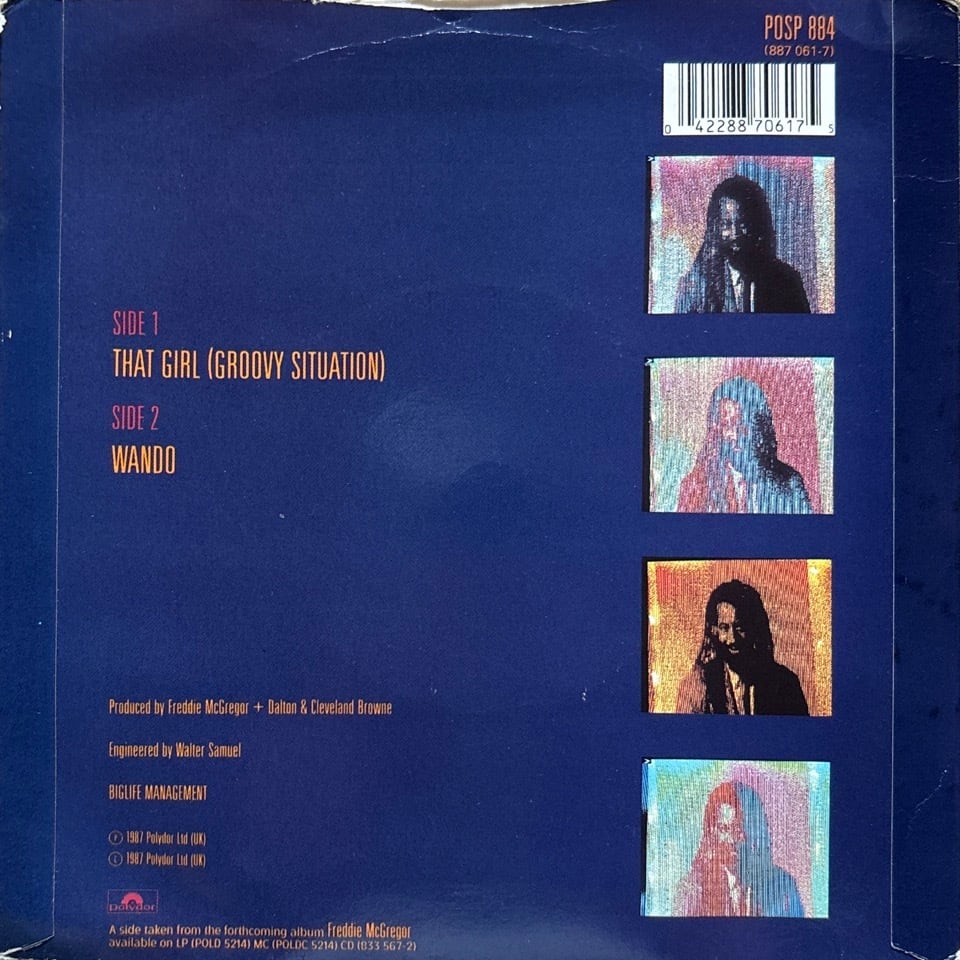 POSP 884
(887 061-7)
0 42288 70617 5
SIDE 1
THAT GIRL (GROOVY SITUATION)
SIDE 2
WANDO
Produced by Freddie McGregor + Dalton & Cleveland Browne
Engineered by Walter Samuel
BIGLIFE MANAGEMENT
Ⓟ 1987 Polydor Ltd (UK)
Ⓒ 1987 Polydor Ltd (UK)
Polydor
A side taken from the forthcoming album Freddie McGregor
available on LP (POLD 5214) MC (POLDC 5214) CD (833 567-2)